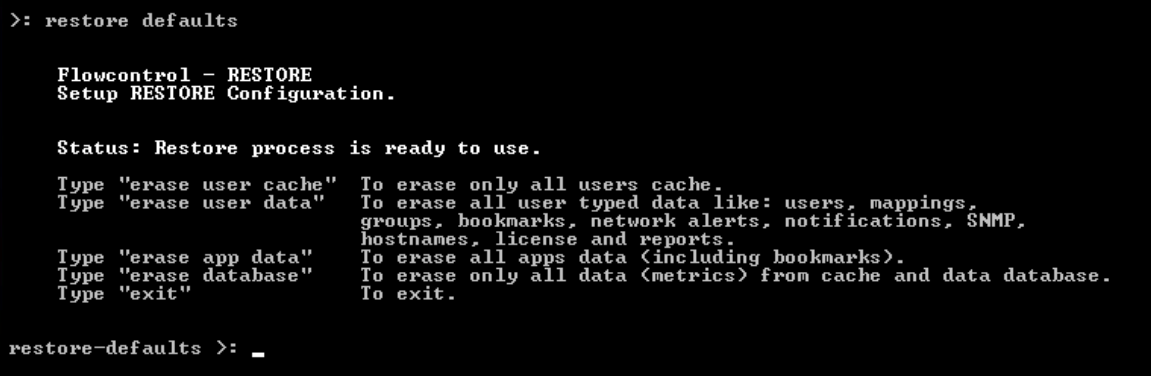 >: restore defaults
Flowcontrol - RESTORE
Setup RESTORE Configuration.
Status: Restore process is ready to use.
Type "erase user cache" To erase only all users cache.
Type "erase user data" To erase all user typed data like: users, mappings,
groups, bookmarks, network alerts, notifications, SNMP,
hostnames, license and reports.
Type "erase app data" To erase all apps data (including bookmarks).
Type "erase database" To erase only all data (metrics) from cache and data database.
Type "exit" To exit.
restore-defaults >: _